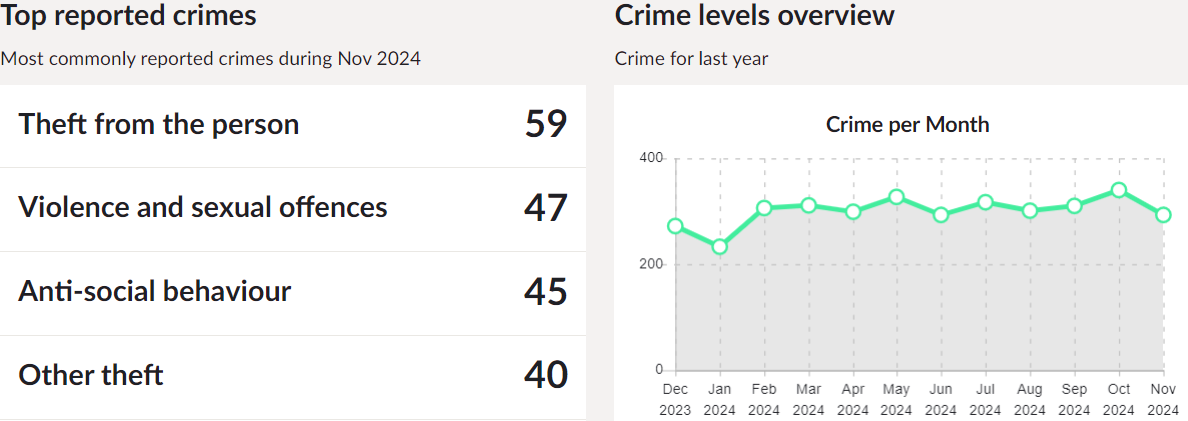 Top reported crimes
Most commonly reported crimes during Nov 2024
Theft from the person 59
Violence and sexual offences 47
Anti-social behaviour 45
Other theft 40
Crime levels overview
Crime for last year
Crime per Month
400
200
0
Dec Jan Feb Mar Apr May Jun Jul Aug Sep Oct Nov
2023 2024 2024 2024 2024 2024 2024 2024 2024 2024 2024 2024